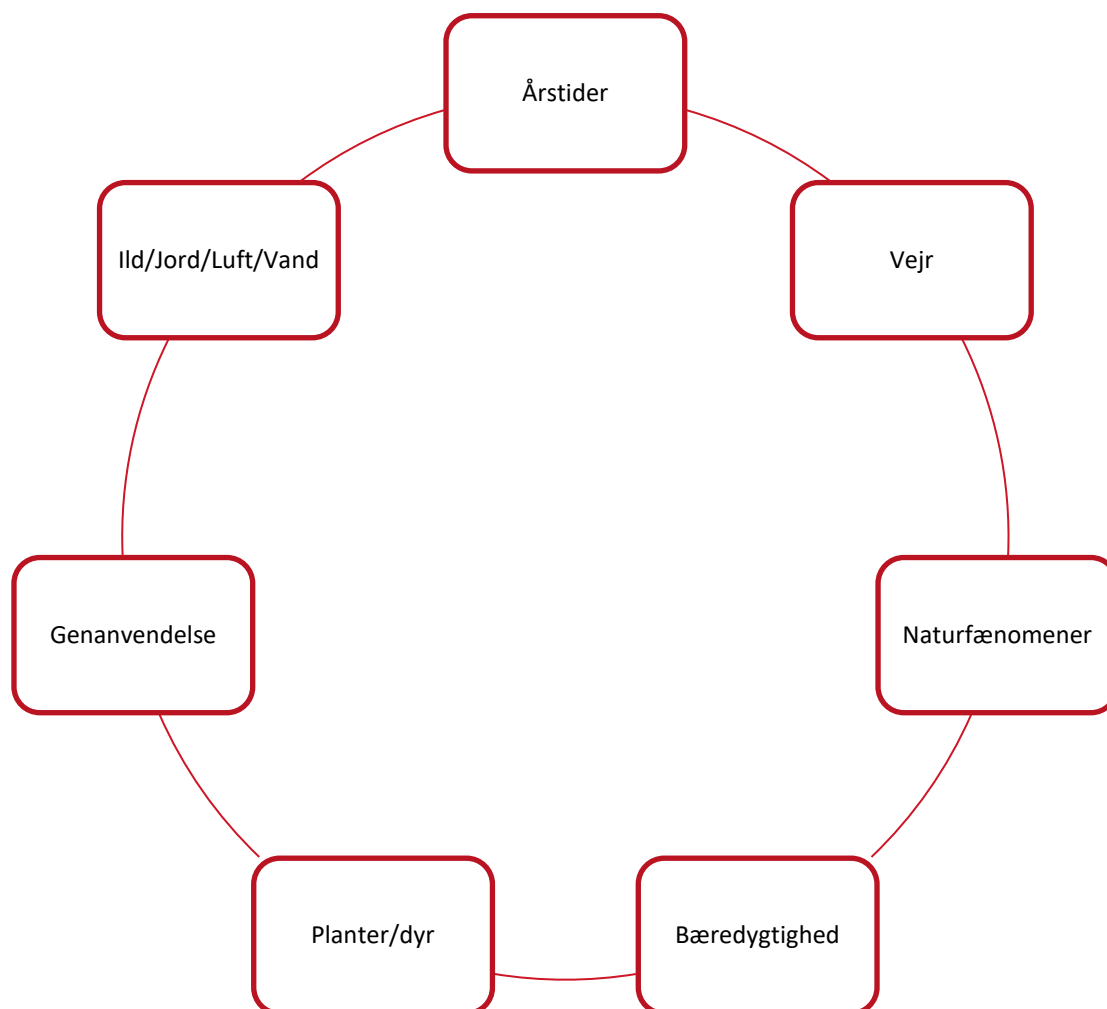 Årstider
Vejr
Naturfænomener
Bæredygtighed
Planter/dyr
Genanvendelse
Ild/Jord/Luft/Vand